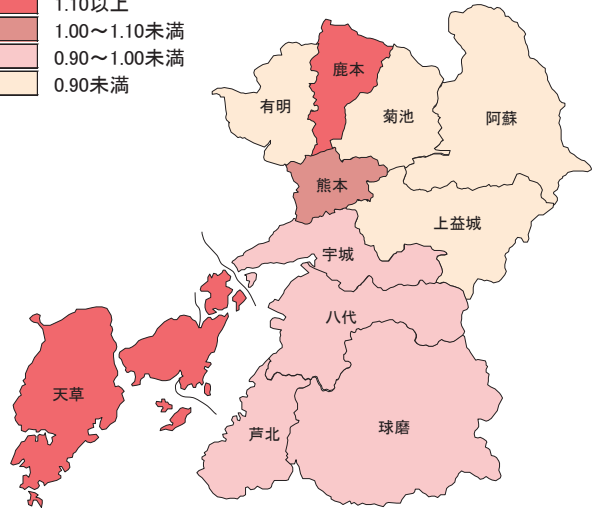 1.10以上
1.00～1.10未満
0.90～1.00未満
0.90未満
鹿本
有明
菊池
阿蘇
熊本
上益城
宇城
八代
天草
芦北
球磨